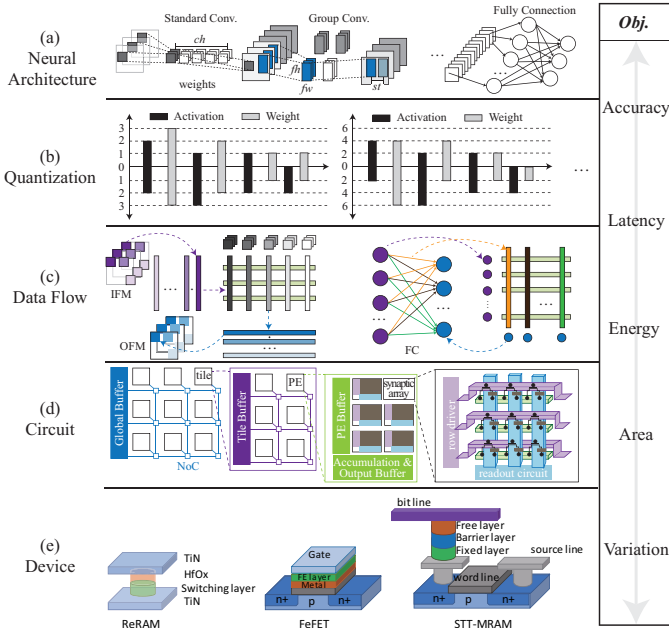 (a)
Neural
Architecture
Standard Conv.
ch
weights
Group Conv.
fh
fw
st
Fully Connection
...
Obj.
Accuracy
Latency
Energy
Area
Variation
(b)
Quantization
Activation
Weight
3
2
1
0
1
2
3
Activation
Weight
6
4
2
0
2
4
6
...
(c)
Data Flow
IFM
...
OFM
...
...
FC
...
(d)
Circuit
Global Buffer
tile
NoC
Tile Buffer
PE
PE Buffer
synaptic
array
Accumulation &
Output Buffer
row driver
readout circuit
(e)
Device
TiN
HfOx
Switching layer
TiN
ReRAM
Gate
FE layer
Metal
n+
p
n+
FeFET
bit line
Free layer
Barrier layer
Fixed layer
source line
word line
n+
p
n+
STT-MRAM